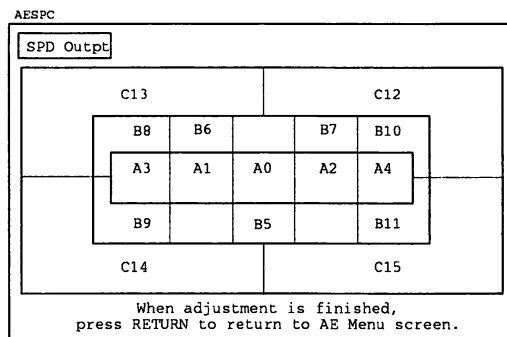 AESPC
SPD Outpt
C13 C12
B8 B6 B7 B10
A3 A1 A0 A2 A4
B9 B5 B11
C14 C15
When adjustment is finished,
press RETURN to return to AE Menu screen.